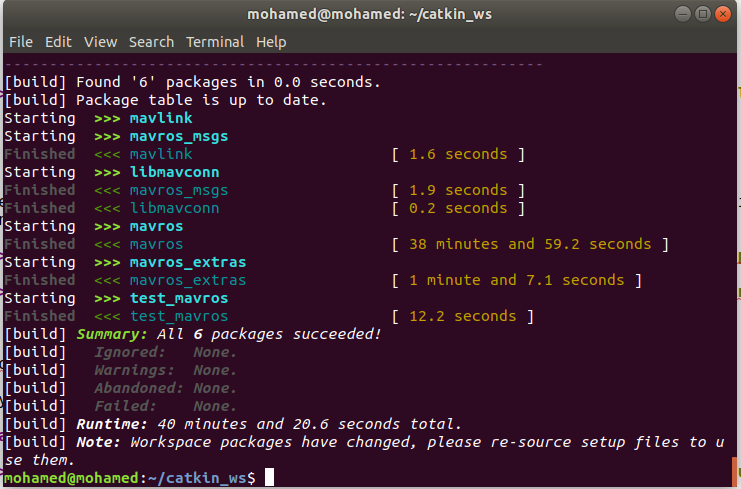 mohamed@mohamed: ~/catkin_ws
File Edit View Search Terminal Help
------------------------------------------------------------
[build] Found '6' packages in 0.0 seconds.
[build] Package table is up to date.
Starting >>> mavlink
Starting >>> mavros_msgs
Finished <<< mavlink [ 1.6 seconds ]
Starting >>> libmavconn
Finished <<< mavros_msgs [ 1.9 seconds ]
Finished <<< libmavconn [ 0.2 seconds ]
Starting >>> mavros
Finished <<< mavros [ 38 minutes and 59.2 seconds ]
Starting >>> mavros_extras
Finished <<< mavros_extras [ 1 minute and 7.1 seconds ]
Starting >>> test_mavros
Finished <<< test_mavros [ 12.2 seconds ]
[build] Summary: All 6 packages succeeded!
[build] Ignored: None.
[build] Warnings: None.
[build] Abandoned: None.
[build] Failed: None.
[build] Runtime: 40 minutes and 20.6 seconds total.
[build] Note: Workspace packages have changed, please re-source setup files to u
se them.
mohamed@mohamed:~/catkin_ws$